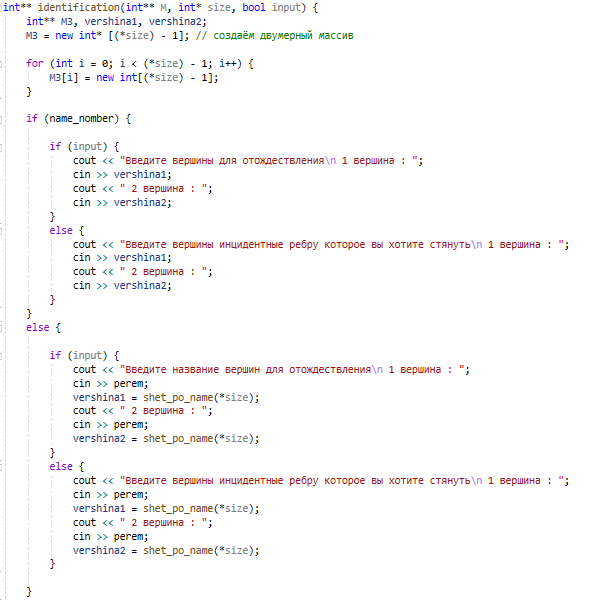 int** identification(int** M, int* size, bool input) {
int** M3, vershina1, vershina2;
M3 = new int* [(*size) - 1]; // создаём двумерный массив
for (int i = 0; i < (*size) - 1; i++) {
M3[i] = new int[(*size) - 1];
}
if (name_nomber) {
if (input) {
cout << "Введите вершины для отождествления\n 1 вершина : ";
cin >> vershina1;
cout << " 2 вершина : ";
cin >> vershina2;
}
else {
cout << "Введите вершины инцидентные ребру которое вы хотите стянуть\n 1 вершина : ";
cin >> vershina1;
cout << " 2 вершина : ";
cin >> vershina2;
}
}
else {
if (input) {
cout << "Введите название вершин для отождествления\n 1 вершина : ";
cin >> perem;
vershina1 = shet_po_name(*size);
cout << " 2 вершина : ";
cin >> perem;
vershina2 = shet_po_name(*size);
}
else {
cout << "Введите вершины инцидентные ребру которое вы хотите стянуть\n 1 вершина : ";
cin >> perem;
vershina1 = shet_po_name(*size);
cout << " 2 вершина : ";
cin >> perem;
vershina2 = shet_po_name(*size);
}
}